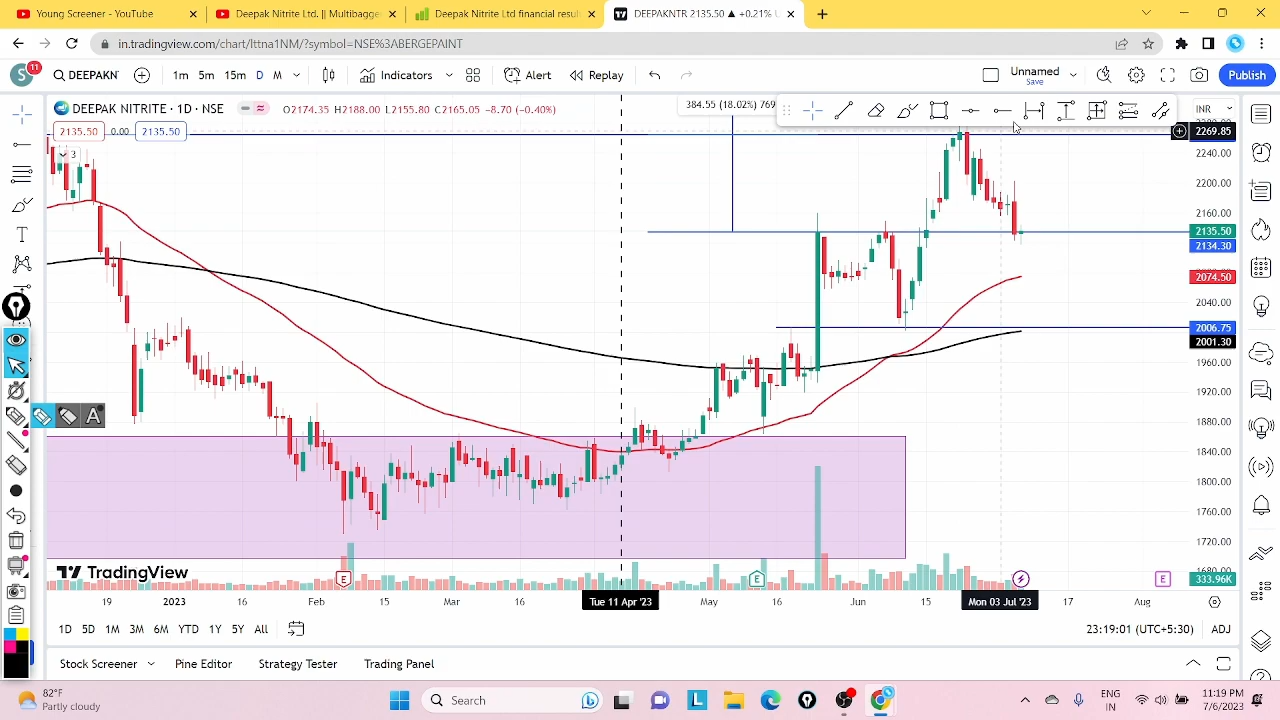 Young Screener - YouTube
Deepak Nitrite Ltd. || Multibagger
Deepak Nitrite Ltd financial result
DEEPAKNTR 2135.50 ▲ +0.21% U
in.tradingview.com/chart/lttna1NM/?symbol=NSE%3ABERGEPAINT
S 11 DEEPAKN 1m 5m 15m D M Indicators Alert Replay Unnamed Save Publish
DEEPAK NITRITE · 1D · NSE O2174.35 H2188.00 L2155.80 C2165.05 -8.70 (-0.40%)
384.55 (18.02%) 769
INR
2135.50 0.00 2135.50
3
2269.85
2240.00
2200.00
2160.00
2135.50
2134.30
2074.50
2040.00
2006.75
2001.30
1960.00
1920.00
1880.00
1840.00
1800.00
1760.00
1720.00
333.96K
T
A
TradingView
E E E
19 2023 16 Feb 15 Mar 16 Tue 11 Apr '23 May 16 Jun 15 Mon 03 Jul '23 17 Aug
1D 5D 1M 3M 6M YTD 1Y 5Y All 23:19:01 (UTC+5:30) ADJ
Stock Screener Pine Editor Strategy Tester Trading Panel
82°F
Partly cloudy
Search
ENG
IN
11:19 PM
7/6/2023